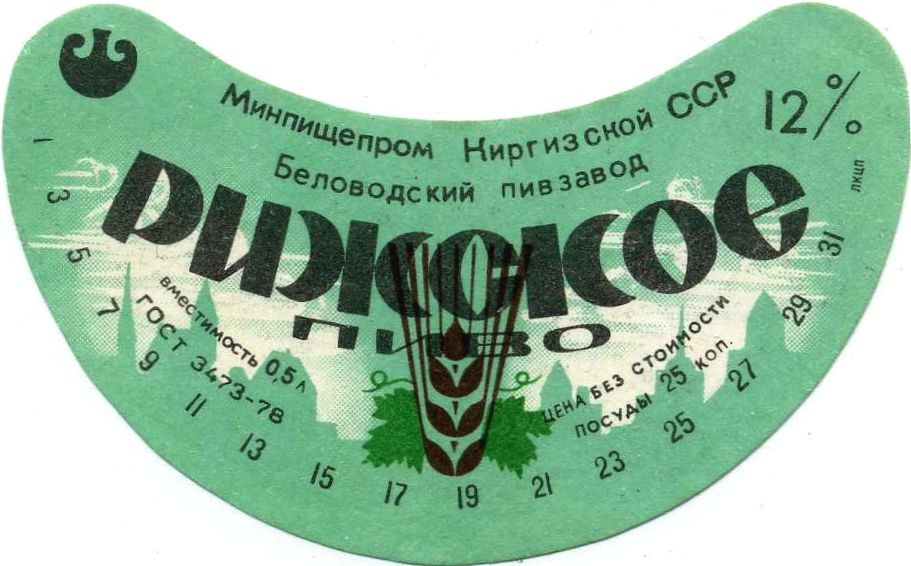 Минпищепром Киргизской ССР
12%
Беловодский пивзавод
лкцп
РИЖСКОЕ
ПИВО
вместимость 0,5 л
ГОСТ 3473-78
ЦЕНА БЕЗ СТОИМОСТИ
ПОСУДЫ 25 КОП.
1 3 5 7 9 11 13 15 17 19 21 23 25 27 29 31